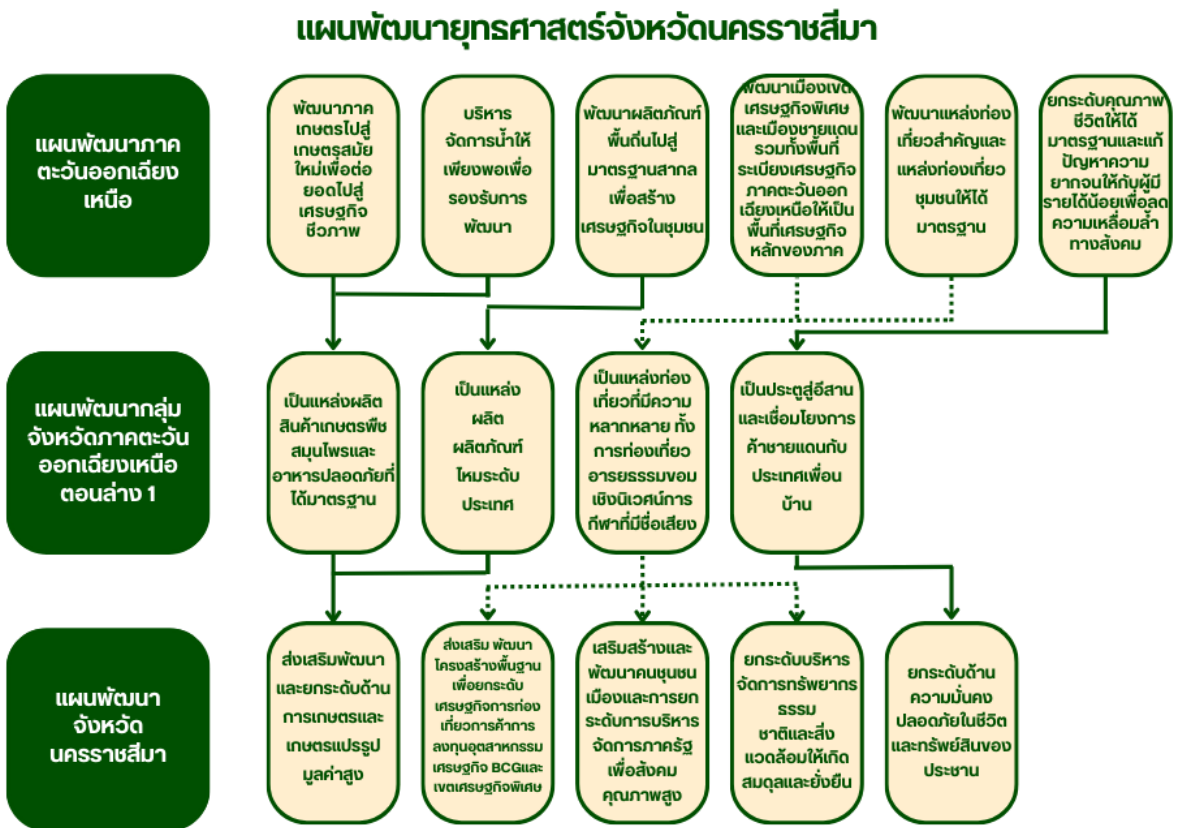 แผนพัฒนายุทธศาสตร์จังหวัดนครราชสีมา
แผนพัฒนาภาค
ตะวันออกเฉียง
เหนือ
พัฒนาภาค
เกษตรไปสู่
เกษตรสมัย
ใหม่เพื่อต่อ
ยอดไปสู่
เศรษฐกิจ
ชีวภาพ
บริหาร
จัดการน้ำให้
เพียงพอเพื่อ
รองรับการ
พัฒนา
พัฒนาผลิตภัณฑ์
พื้นถิ่นไปสู่
มาตรฐานสากล
เพื่อสร้าง
เศรษฐกิจในชุมชน
พัฒนาเมืองเขต
เศรษฐกิจพิเศษ
และเมืองชายแดน
รวมทั้งพื้นที่
ระเบียงเศรษฐกิจ
ภาคตะวันออก
เฉียงเหนือให้เป็น
พื้นที่เศรษฐกิจ
หลักของภาค
พัฒนาแหล่งท่อง
เที่ยวสำคัญและ
แหล่งท่องเที่ยว
ชุมชนให้ได้
มาตรฐาน
ยกระดับคุณภาพ
ชีวิตให้ได้
มาตรฐานและแก้
ปัญหาความ
ยากจนให้กับผู้มี
รายได้น้อยเพื่อลด
ความเหลื่อมล้ำ
ทางสังคม
แผนพัฒนากลุ่ม
จังหวัดภาคตะวัน
ออกเฉียงเหนือ
ตอนล่าง 1
เป็นแหล่งผลิต
สินค้าเกษตรพืช
สมุนไพรและ
อาหารปลอดภัยที่
ได้มาตรฐาน
เป็นแหล่ง
ผลิต
ผลิตภัณฑ์
ไหมระดับ
ประเทศ
เป็นแหล่งท่อง
เที่ยวที่มีความ
หลากหลาย ทั้ง
การท่องเที่ยว
อารยธรรรมขอม
เชิงนิเวศน์การ
กีฬาที่มีชื่อเสียง
เป็นประตูสู่อีสาน
และเชื่อมโยงการ
ค้าชายแดนกับ
ประเทศเพื่อน
บ้าน
แผนพัฒนา
จังหวัด
นครราชสีมา
ส่งเสริมพัฒนา
และยกระดับด้าน
การเกษตรและ
เกษตรแปรรูป
มูลค่าสูง
ส่งเสริม พัฒนา
โครงสร้างพื้นฐาน
เพื่อยกระดับ
เศรษฐกิจการท่อง
เที่ยวการค้าการ
ลงทุนอุตสาหกรรม
เศรษฐกิจ BCGและ
เขตเศรษฐกิจพิเศษ
เสริมสร้างและ
พัฒนาคนชุนชน
เมืองและการยก
ระดับการบริหาร
จัดการภาครัฐ
เพื่อสังคม
คุณภาพสูง
ยกระดับบริหาร
จัดการทรัพยากร
ธรรม
ชาติและสิ่ง
แวดล้อมให้เกิด
สมดุลและยั่งยืน
ยกระดับด้าน
ความมั่นคง
ปลอดภัยในชีวิต
และทรัพย์สินของ
ประชาน